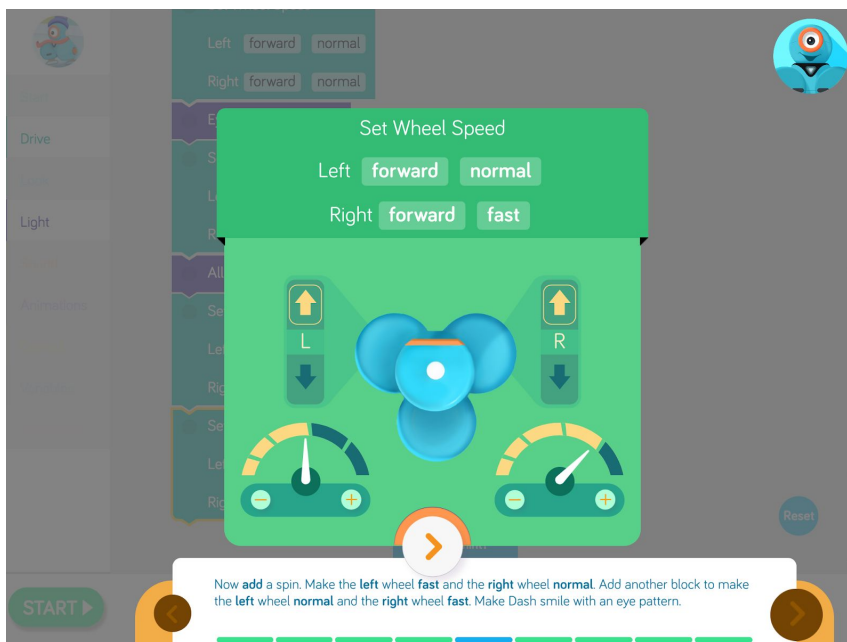 Left forward normal
Right forward normal
Drive
Light
Animations
All
Set Wheel Speed
Left forward normal
Right forward fast
L
R
Reset
START
Now add a spin. Make the left wheel fast and the right wheel normal. Add another block to make
the left wheel normal and the right wheel fast. Make Dash smile with an eye pattern.